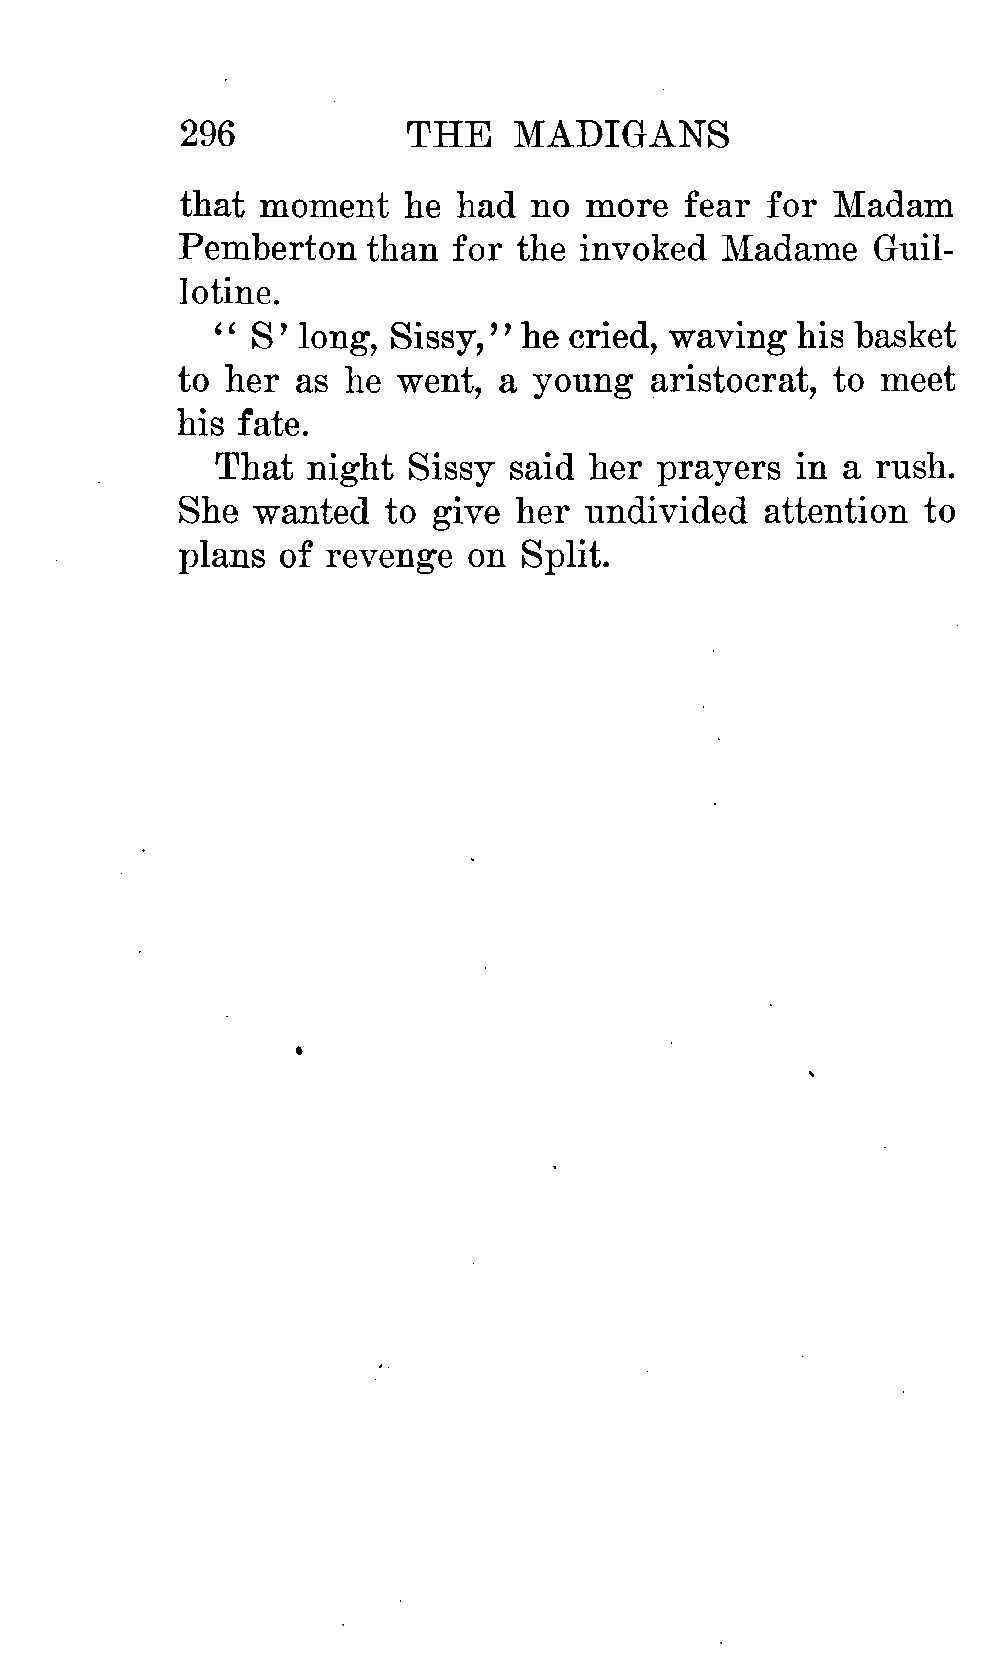 296 THE MADIGANS
that moment he had no more fear for Madam
Pemberton than for the invoked Madame Guil-
lotine.
“ S’ long, Sissy,” he cried, waving his basket
to her as he went, a young aristocrat, to meet
his fate.
That night Sissy said her prayers in a rush.
She wanted to give her undivided attention to
plans of revenge on Split.